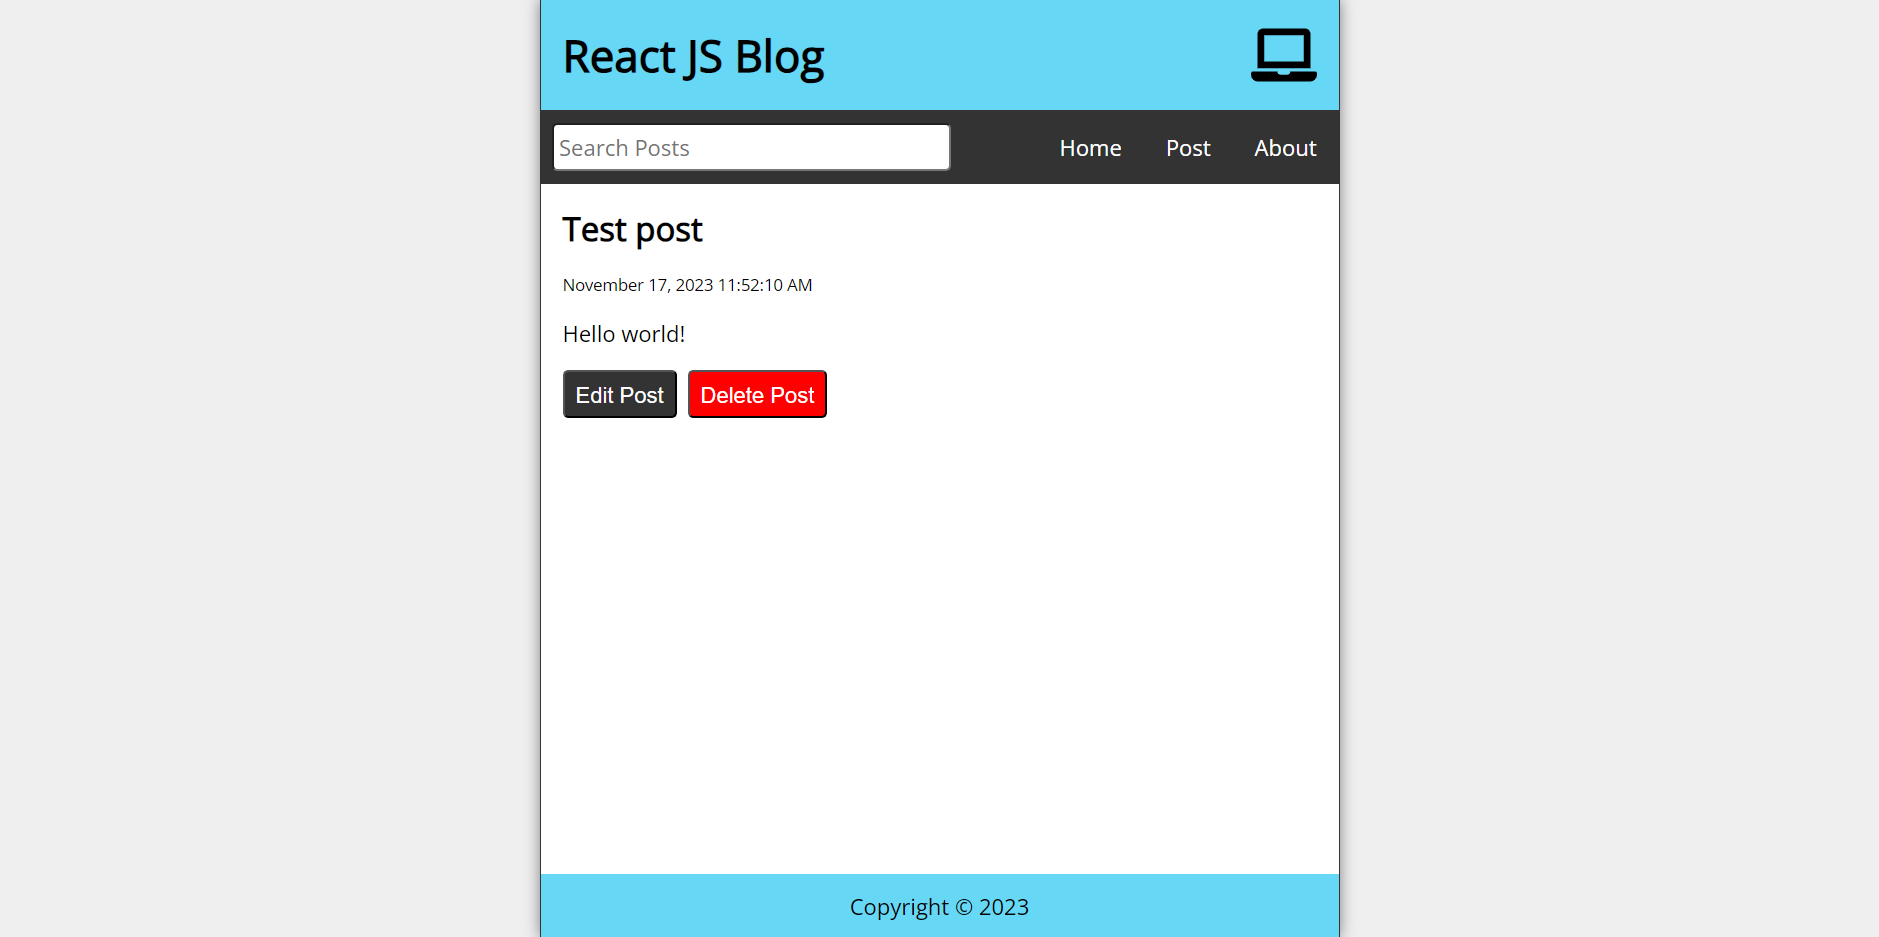 React JS Blog
Search Posts Home Post About
Test post
November 17, 2023 11:52:10 AM
Hello world!
Edit Post Delete Post
Copyright © 2023